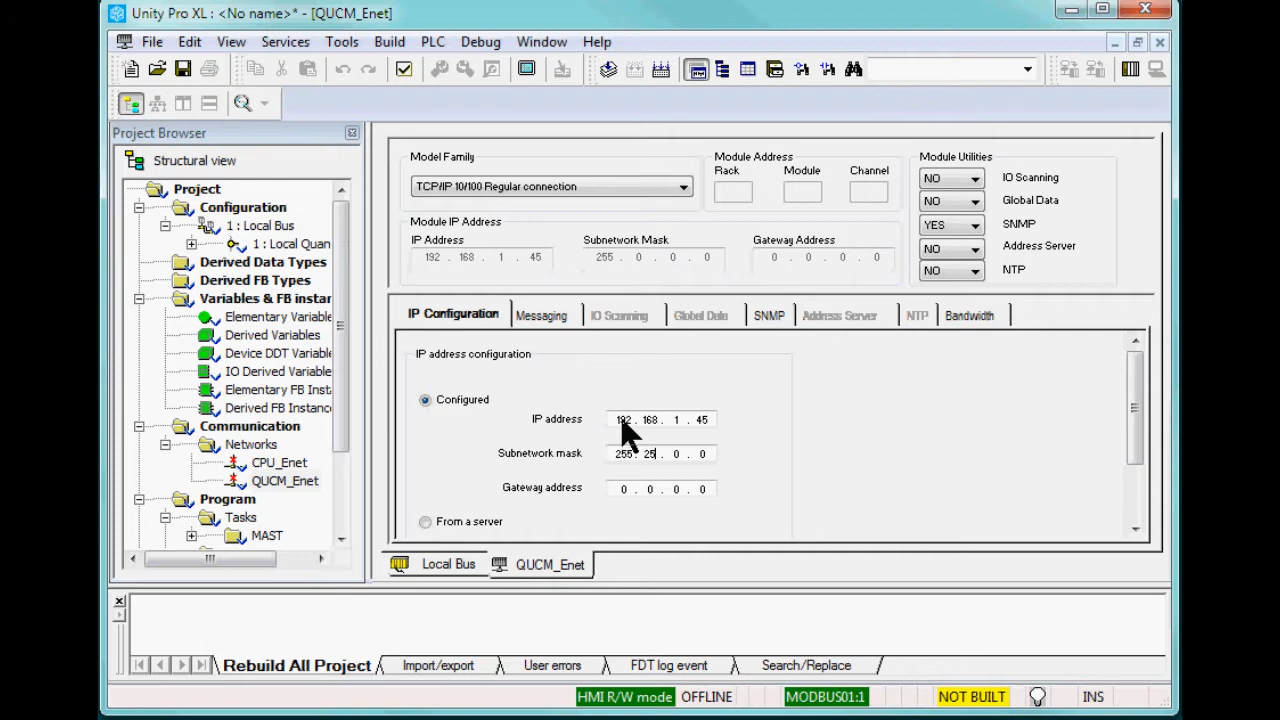 Unity Pro XL : <No name>* - [QUCM_Enet]
File Edit View Services Tools Build PLC Debug Window Help
Project Browser
Structural view
Project
Configuration
1 : Local Bus
1 : Local Quan
Derived Data Types
Derived FB Types
Variables & FB instar
Elementary Variable
Derived Variables
Device DDT Variabl
IO Derived Variable
Elementary FB Inst
Derived FB Instance
Communication
Networks
CPU_Enet
QUCM_Enet
Program
Tasks
MAST
Model Family
TCP/IP 10/100 Regular connection
Module Address
Rack Module Channel
Module IP Address
IP Address Subnetwork Mask Gateway Address
192 . 168 . 1 . 45 255 . 0 . 0 . 0 0 . 0 . 0 . 0
Module Utilities
NO IO Scanning
NO Global Data
YES SNMP
NO Address Server
NO NTP
IP Configuration Messaging IO Scanning Global Data SNMP Address Server NTP Bandwidth
IP address configuration
Configured
IP address 192 . 168 . 1 . 45
Subnetwork mask 255 . 25 . 0 . 0
Gateway address 0 . 0 . 0 . 0
From a server
Local Bus QUCM_Enet
Rebuild All Project Import/export User errors FDT log event Search/Replace
HMI R/W mode OFFLINE MODBUS01:1 NOT BUILT INS